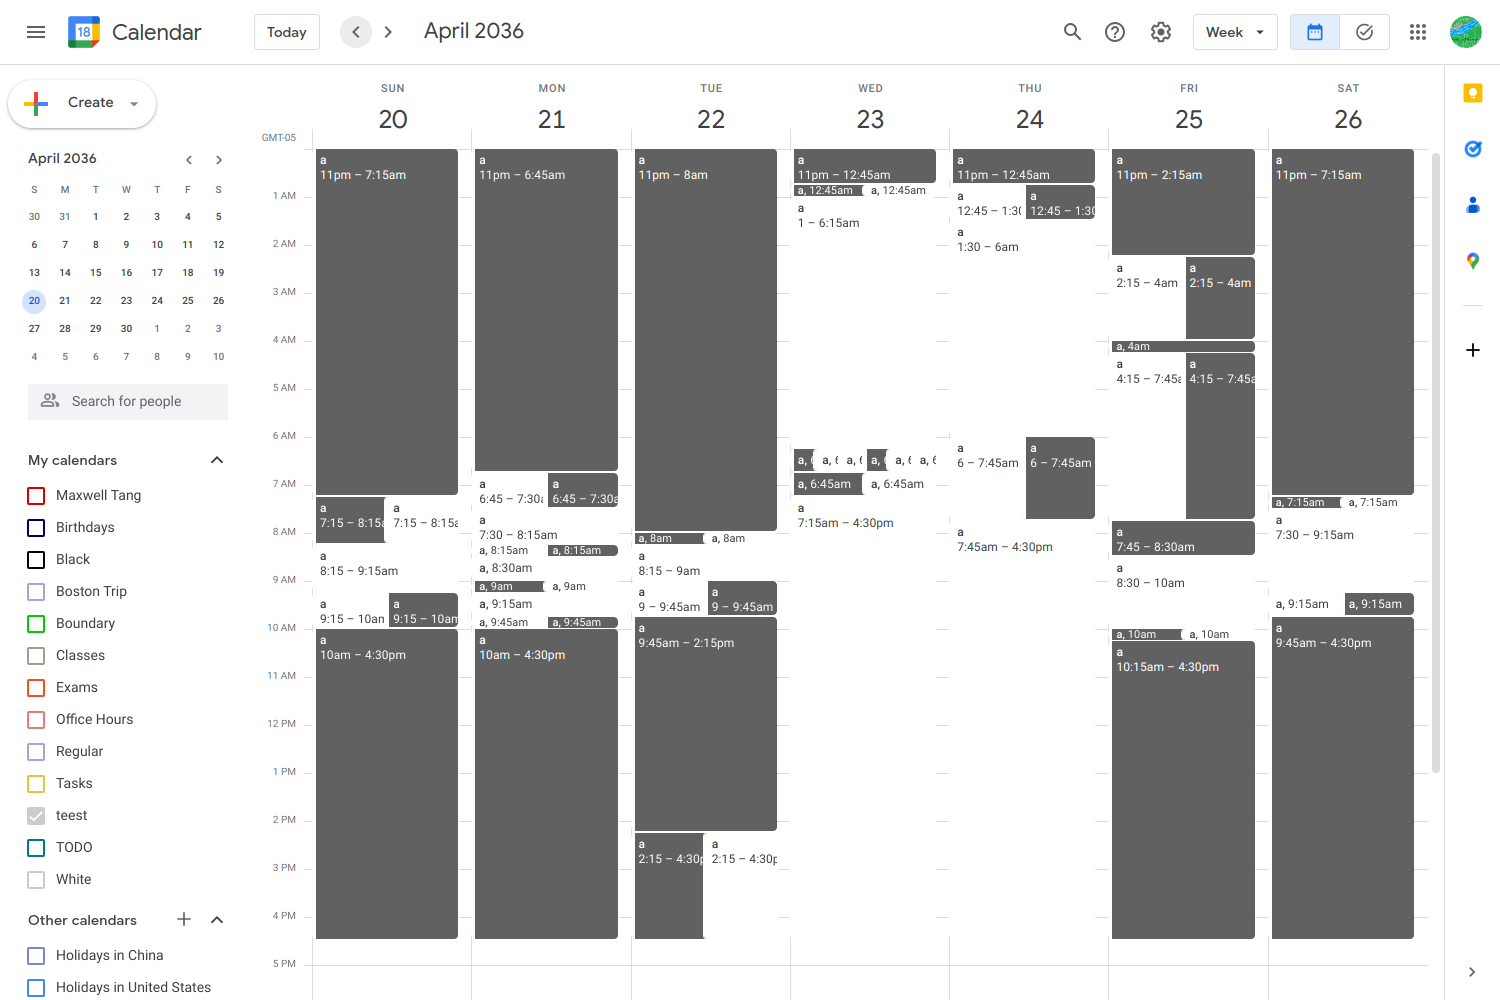 18 Calendar Today April 2036 Week
SUN MON TUE WED THU FRI SAT
20 21 22 23 24 25 26
GMT-05
Create
April 2036
S M T W T F S
30 31 1 2 3 4 5
6 7 8 9 10 11 12
13 14 15 16 17 18 19
20 21 22 23 24 25 26
27 28 29 30 1 2 3
4 5 6 7 8 9 10
Search for people
My calendars
Maxwell Tang
Birthdays
Black
Boston Trip
Boundary
Classes
Exams
Office Hours
Regular
Tasks
teest
TODO
White
Other calendars
Holidays in China
Holidays in United States
1 AM
2 AM
3 AM
4 AM
5 AM
6 AM
7 AM
8 AM
9 AM
10 AM
11 AM
12 PM
1 PM
2 PM
3 PM
4 PM
5 PM
a
11pm – 7:15am
a
7:15 – 8:15a
a
7:15 – 8:15a
a
8:15 – 9:15am
a
9:15 – 10am
a
9:15 – 10am
a
10am – 4:30pm
a
11pm – 6:45am
a
6:45 – 7:30a
a
6:45 – 7:30a
a
7:30 – 8:15am
a, 8:15am
a, 8:15am
a, 8:30am
a, 9am
a, 9am
a, 9:15am
a, 9:45am
a, 9:45am
a
10am – 4:30pm
a
11pm – 8am
a, 8am
a, 8am
a
8:15 – 9am
a
9 – 9:45am
a
9 – 9:45am
a
9:45am – 2:15pm
a
2:15 – 4:30p
a
2:15 – 4:30p
a
11pm – 12:45am
a, 12:45am
a, 12:45am
a
1 – 6:15am
a, 6
a, 6
a, 6
a, 6
a, 6
a, 6
a, 6:45am
a, 6:45am
a
7:15am – 4:30pm
a
11pm – 12:45am
a
12:45 – 1:30
a
12:45 – 1:30
a
1:30 – 6am
a
6 – 7:45am
a
6 – 7:45am
a
7:45am – 4:30pm
a
11pm – 2:15am
a
2:15 – 4am
a
2:15 – 4am
a, 4am
a
4:15 – 7:45a
a
4:15 – 7:45a
a
7:45 – 8:30am
a
8:30 – 10am
a, 10am
a, 10am
a
10:15am – 4:30pm
a
11pm – 7:15am
a, 7:15am
a, 7:15am
a
7:30 – 9:15am
a, 9:15am
a, 9:15am
a
9:45am – 4:30pm